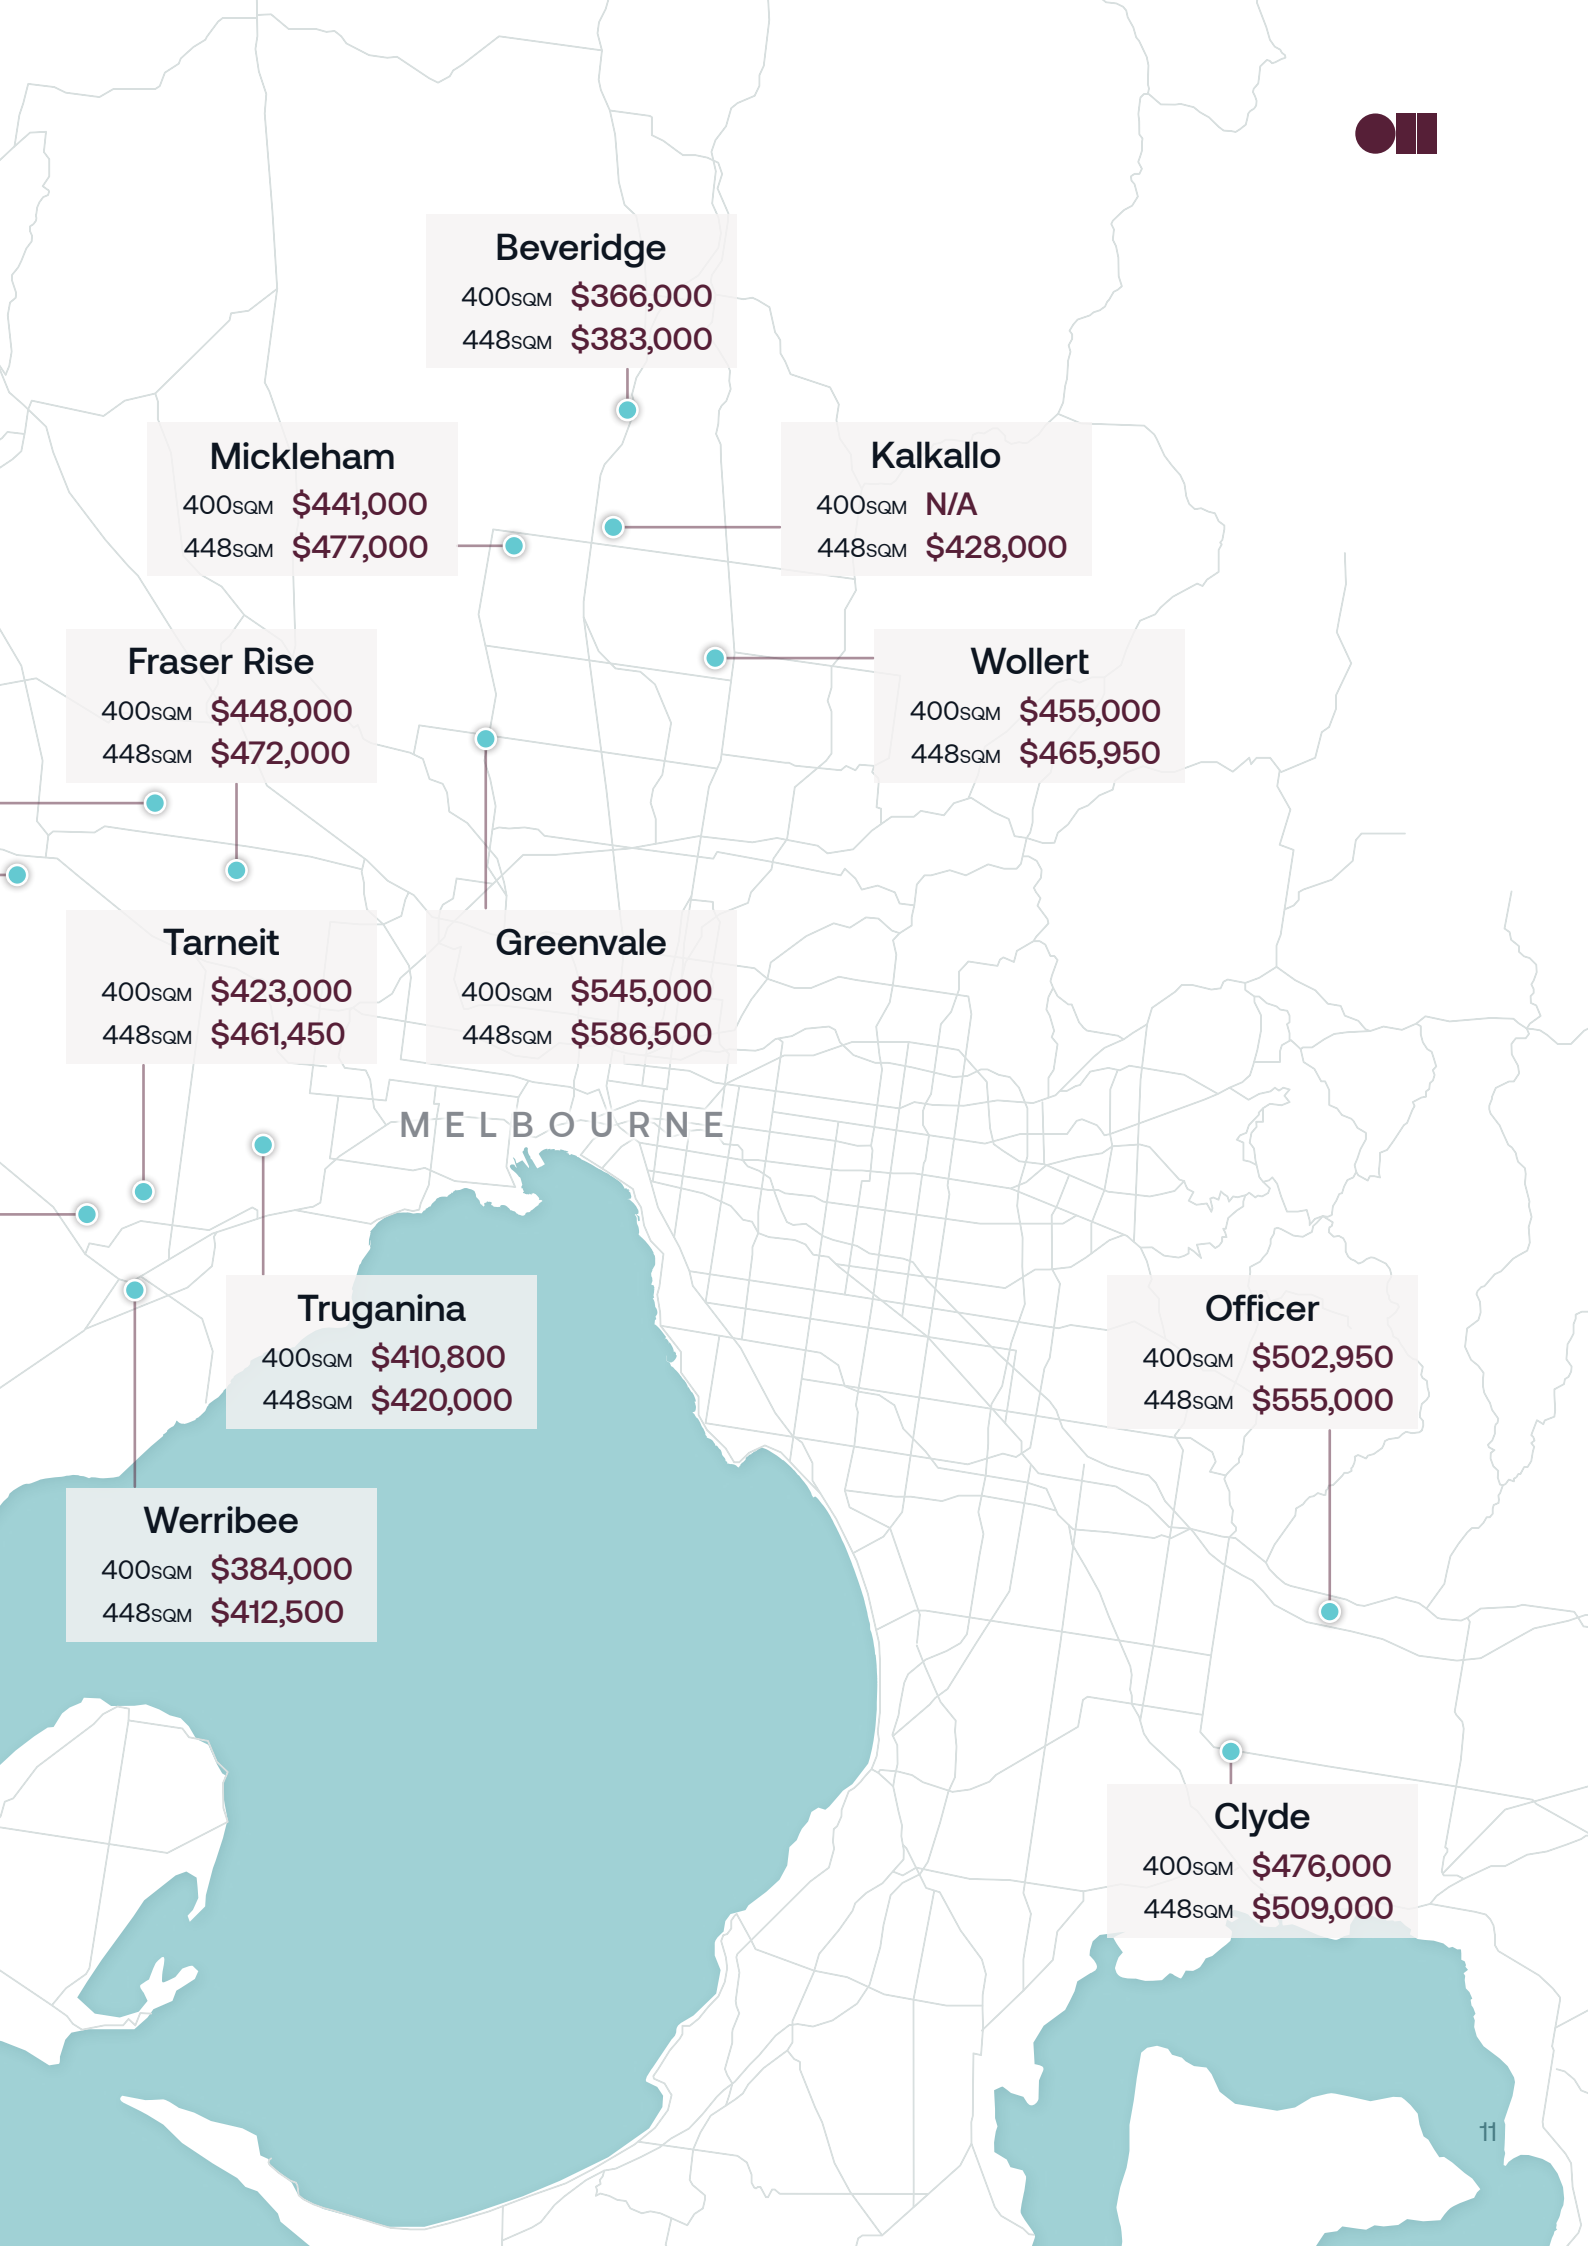 Beveridge
400SQM $366,000
448SQM $383,000
Mickleham
400SQM $441,000
448SQM $477,000
Kalkallo
400SQM N/A
448SQM $428,000
Fraser Rise
400SQM $448,000
448SQM $472,000
Wollert
400SQM $455,000
448SQM $465,950
Tarneit
400SQM $423,000
448SQM $461,450
Greenvale
400SQM $545,000
448SQM $586,500
MELBOURNE
Truganina
400SQM $410,800
448SQM $420,000
Officer
400SQM $502,950
448SQM $555,000
Werribee
400SQM $384,000
448SQM $412,500
Clyde
400SQM $476,000
448SQM $509,000
11